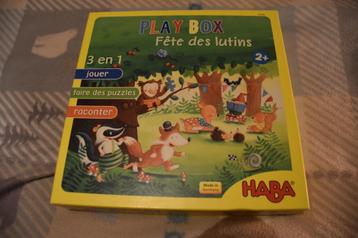 PLAY BOX
Fête des lutins
3 en 1
2+
jouer
faire des puzzles
raconter
Made in
Germany
HABA